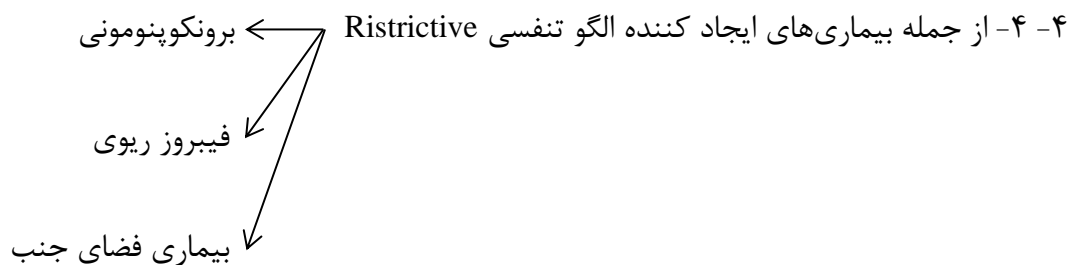 ۴- ۴- از جمله بیماری‌های ایجاد کننده الگو تنفسی Ristrictive برونکوپنومونی
فیبروز ریوی
بیماری فضای جنب